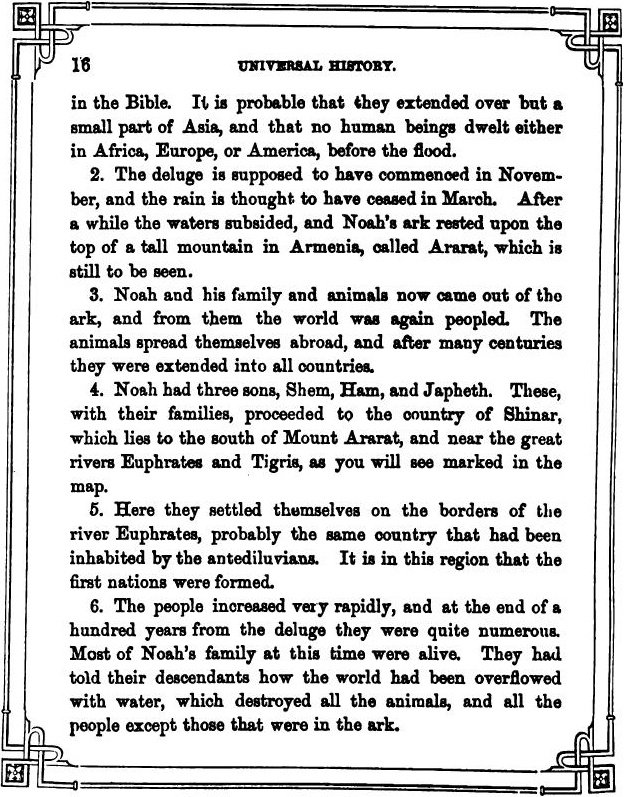 16
UNIVERSAL HISTORY.
in the Bible. It is probable that they extended over but a
small part of Asia, and that no human beings dwelt either
in Africa, Europe, or America, before the flood.
2. The deluge is supposed to have commenced in Novem-
ber, and the rain is thought to have ceased in March. After
a while the waters subsided, and Noah's ark rested upon the
top of a tall mountain in Armenia, called Ararat, which is
still to be seen.
3. Noah and his family and animals now came out of the
ark, and from them the world was again peopled. The
animals spread themselves abroad, and after many centuries
they were extended into all countries.
4. Noah had three sons, Shem, Ham, and Japheth. These,
with their families, proceeded to the country of Shinar,
which lies to the south of Mount Ararat, and near the great
rivers Euphrates and Tigris, as you will see marked in the
map.
5. Here they settled themselves on the borders of the
river Euphrates, probably the same country that had been
inhabited by the antediluvians. It is in this region that the
first nations were formed.
6. The people increased very rapidly, and at the end of a
hundred years from the deluge they were quite numerous.
Most of Noah's family at this time were alive. They had
told their descendants how the world had been overflowed
with water, which destroyed all the animals, and all the
people except those that were in the ark.